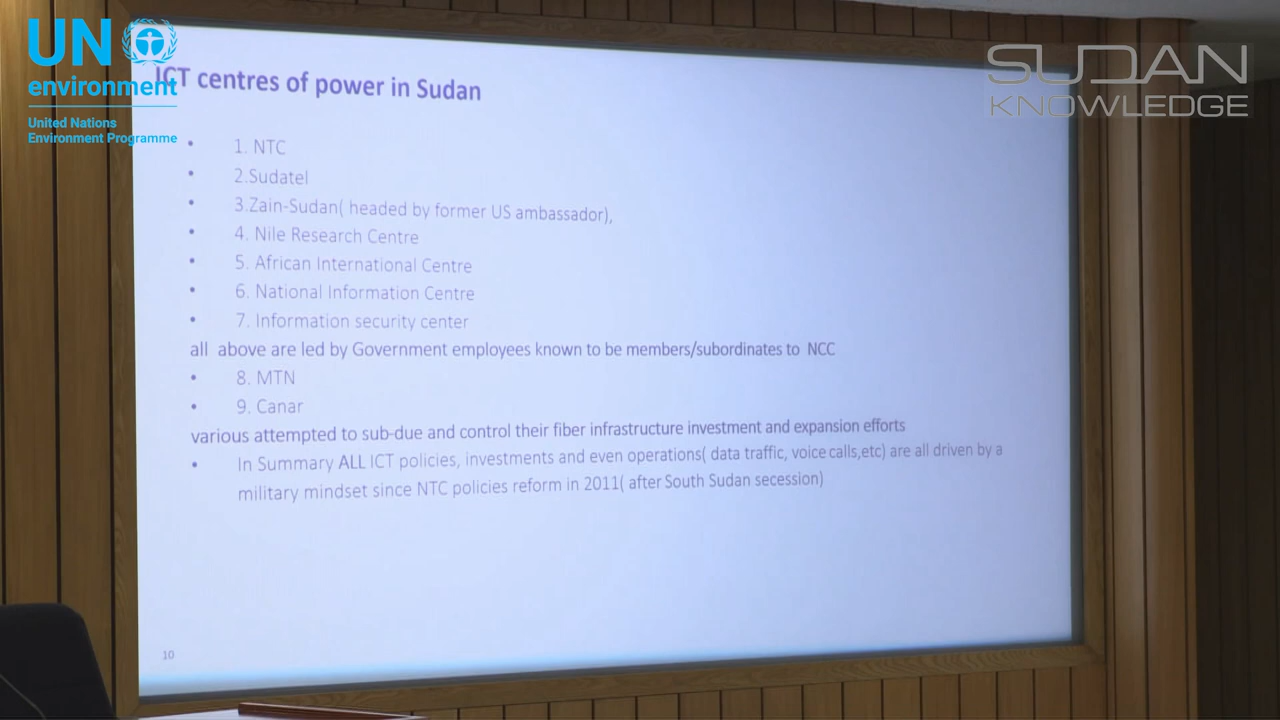 UN
environment
United Nations
Environment Programme
SUDAN
KNOWLEDGE
ICT centres of power in Sudan
• 1. NTC
• 2.Sudatel
• 3.Zain-Sudan( headed by former US ambassador),
• 4. Nile Research Centre
• 5. African International Centre
• 6. National Information Centre
• 7. Information security center
all above are led by Government employees known to be members/subordinates to NCC
• 8. MTN
• 9. Canar
various attempted to sub-due and control their fiber infrastructure investment and expansion efforts
• In Summary ALL ICT policies, investments and even operations( data traffic, voice calls,etc) are all driven by a
military mindset since NTC policies reform in 2011( after South Sudan secession)
10